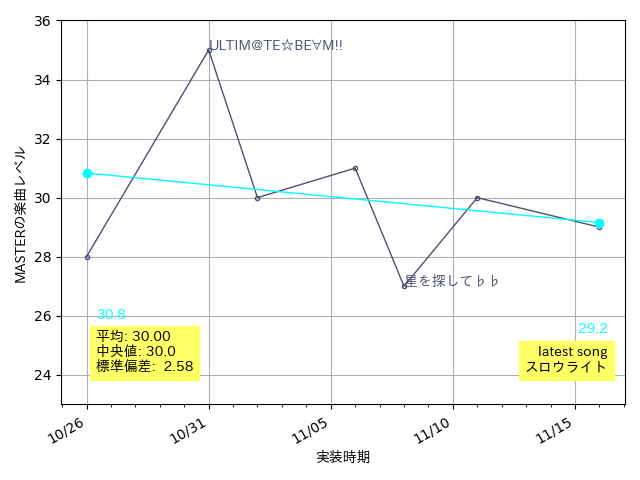 36
ULTIM@TE☆BE∀M!!
34
32
30
28
星を探して♭♭
26
24
MASTERの楽曲レベル
30.8
平均: 30.00
中央値: 30.0
標準偏差: 2.58
29.2
latest song
スロウライト
10/26
10/31
11/05
11/10
11/15
実装時期